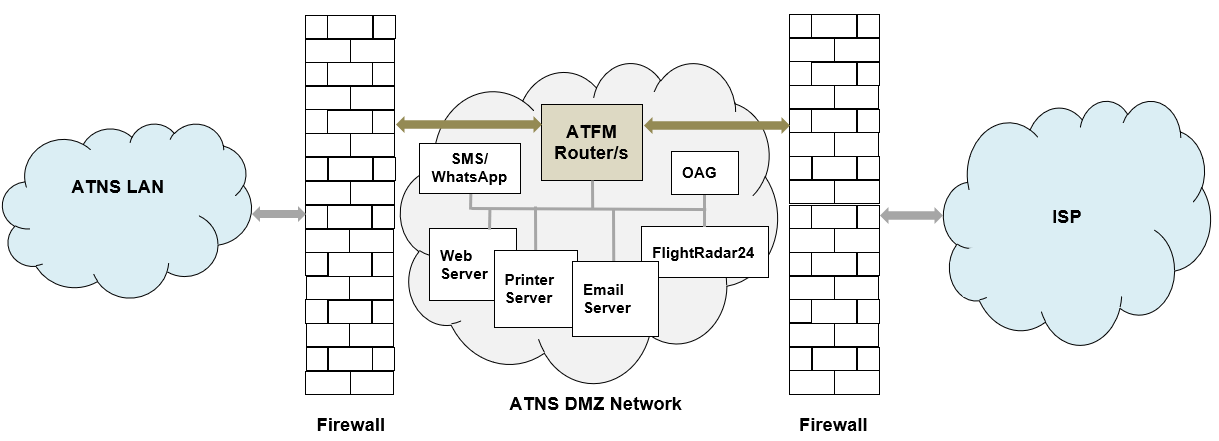 ATNS LAN
ATFM
Router/s
SMS/
WhatsApp
OAG
Web
Server
Printer
Server
Email
Server
FlightRadar24
ISP
ATNS DMZ Network
Firewall
Firewall